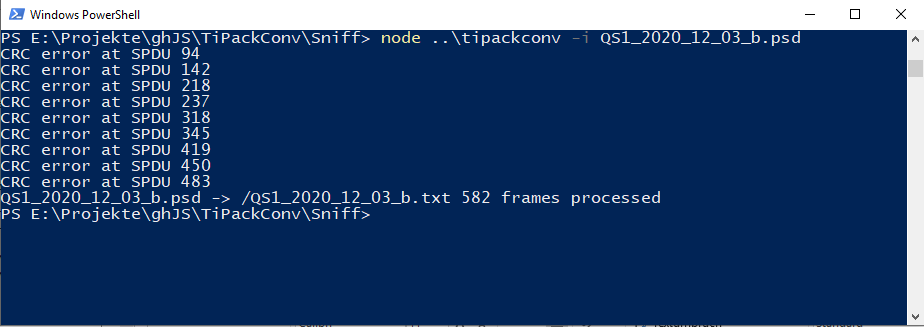 Windows PowerShell
PS E:\Projekte\ghJS\TiPackConv\Sniff> node ..\tipackconv -i QS1_2020_12_03_b.psd
CRC error at SPDU 94
CRC error at SPDU 142
CRC error at SPDU 218
CRC error at SPDU 237
CRC error at SPDU 318
CRC error at SPDU 345
CRC error at SPDU 419
CRC error at SPDU 450
CRC error at SPDU 483
QS1_2020_12_03_b.psd -> /QS1_2020_12_03_b.txt 582 frames processed
PS E:\Projekte\ghJS\TiPackConv\Sniff>